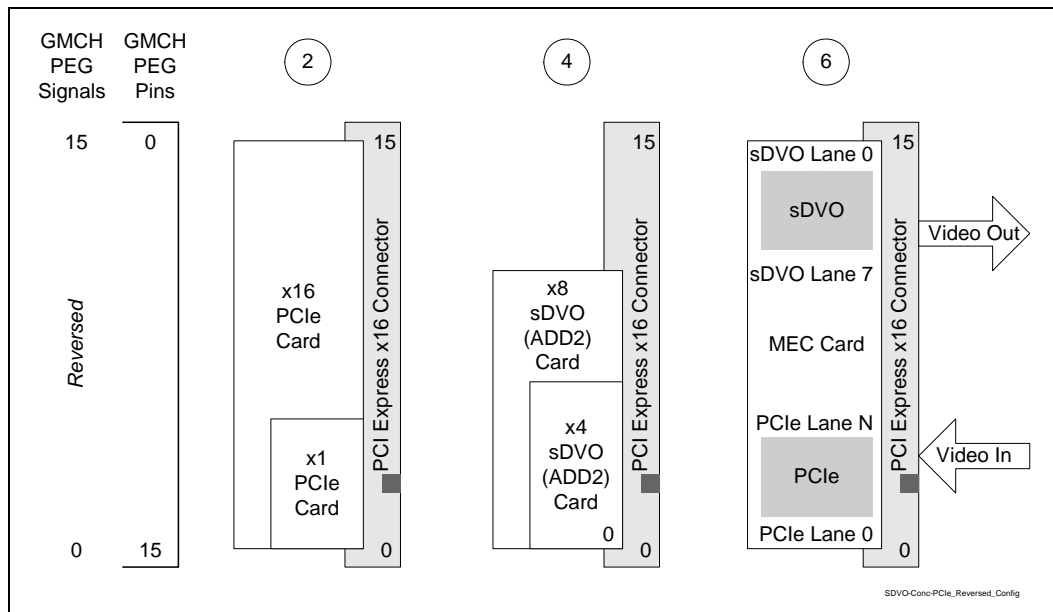 GMCH
PEG
Signals
GMCH
PEG
Pins
2
4
6
15
0
Reversed
0
15
15
PCI Express x16 Connector
x16
PCIe
Card
x1
PCIe
Card
0
15
PCI Express x16 Connector
x8
sDVO
(ADD2)
Card
x4
sDVO
(ADD2)
Card
0
0
sDVO Lane 0
15
sDVO
Video Out
sDVO Lane 7
PCI Express x16 Connector
MEC Card
PCIe Lane N
Video In
PCIe
PCIe Lane 0
0
SDVO-Conc-PCIe_Reversed_Config